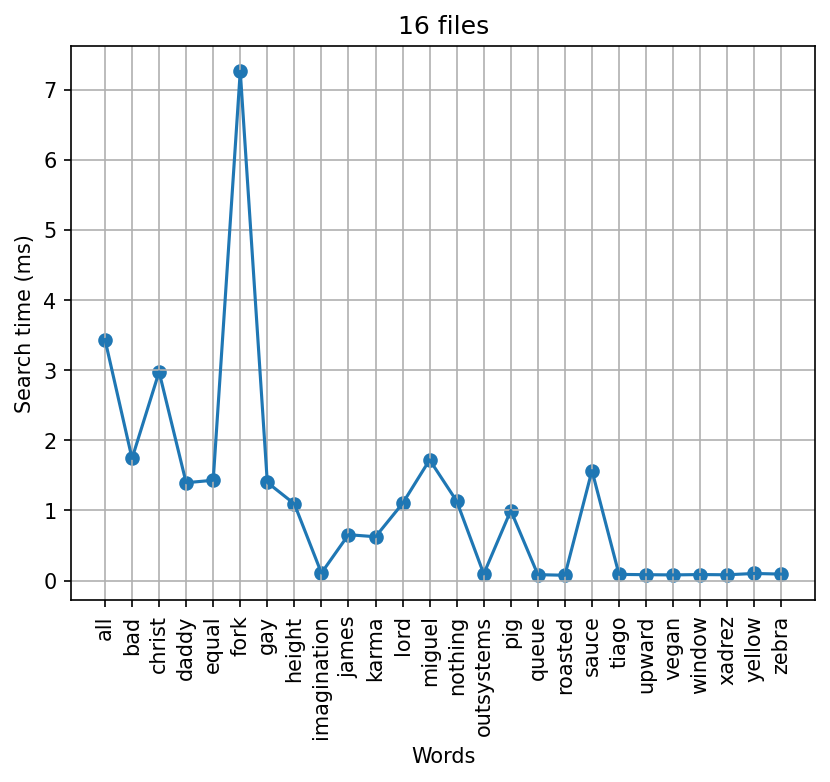 16 files
Search time (ms)
7
6
5
4
3
2
1
0
all
bad
christ
daddy
equal
fork
gay
height
imagination
james
karma
lord
miguel
nothing
outsystems
pig
queue
roasted
sauce
tiago
upward
vegan
window
xadrez
yellow
zebra
Words